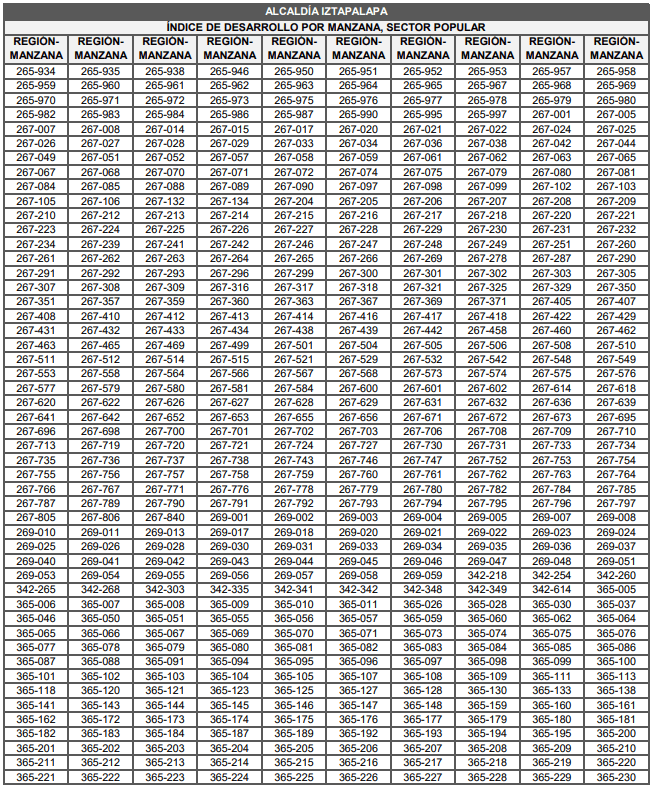 ALCALDÍA IZTAPALAPA
ÍNDICE DE DESARROLLO POR MANZANA, SECTOR POPULAR
REGIÓN-MANZANA REGIÓN-MANZANA REGIÓN-MANZANA REGIÓN-MANZANA REGIÓN-MANZANA REGIÓN-MANZANA REGIÓN-MANZANA REGIÓN-MANZANA REGIÓN-MANZANA REGIÓN-MANZANA
265-934 265-935 265-938 265-946 265-950 265-951 265-952 265-953 265-957 265-958
265-959 265-960 265-961 265-962 265-963 265-964 265-965 265-967 265-968 265-969
265-970 265-971 265-972 265-973 265-975 265-976 265-977 265-978 265-979 265-980
265-982 265-983 265-984 265-986 265-987 265-990 265-995 265-997 267-001 267-005
267-007 267-008 267-014 267-015 267-017 267-020 267-021 267-022 267-024 267-025
267-026 267-027 267-028 267-029 267-033 267-034 267-036 267-038 267-042 267-044
267-049 267-051 267-052 267-057 267-058 267-059 267-061 267-062 267-063 267-065
267-067 267-068 267-070 267-071 267-072 267-074 267-075 267-079 267-080 267-081
267-084 267-085 267-088 267-089 267-090 267-097 267-098 267-099 267-102 267-103
267-105 267-106 267-132 267-134 267-204 267-205 267-206 267-207 267-208 267-209
267-210 267-212 267-213 267-214 267-215 267-216 267-217 267-218 267-220 267-221
267-223 267-224 267-225 267-226 267-227 267-228 267-229 267-230 267-231 267-232
267-234 267-239 267-241 267-242 267-246 267-247 267-248 267-249 267-251 267-260
267-261 267-262 267-263 267-264 267-265 267-266 267-269 267-278 267-287 267-290
267-291 267-292 267-293 267-296 267-299 267-300 267-301 267-302 267-303 267-305
267-307 267-308 267-309 267-316 267-317 267-318 267-321 267-325 267-329 267-350
267-351 267-357 267-359 267-360 267-363 267-367 267-369 267-371 267-405 267-407
267-408 267-410 267-412 267-413 267-414 267-416 267-417 267-418 267-422 267-429
267-431 267-432 267-433 267-434 267-438 267-439 267-442 267-458 267-460 267-462
267-463 267-465 267-469 267-499 267-501 267-504 267-505 267-506 267-508 267-510
267-511 267-512 267-514 267-515 267-521 267-529 267-532 267-542 267-548 267-549
267-553 267-558 267-564 267-566 267-567 267-568 267-573 267-574 267-575 267-576
267-577 267-579 267-580 267-581 267-584 267-600 267-601 267-602 267-614 267-618
267-620 267-622 267-626 267-627 267-628 267-629 267-631 267-632 267-636 267-639
267-641 267-642 267-652 267-653 267-655 267-656 267-671 267-672 267-673 267-695
267-696 267-698 267-700 267-701 267-702 267-703 267-706 267-708 267-709 267-710
267-713 267-719 267-720 267-721 267-724 267-727 267-730 267-731 267-733 267-734
267-735 267-736 267-737 267-738 267-743 267-746 267-747 267-752 267-753 267-754
267-755 267-756 267-757 267-758 267-759 267-760 267-761 267-762 267-763 267-764
267-766 267-767 267-771 267-776 267-778 267-779 267-780 267-782 267-784 267-785
267-787 267-789 267-790 267-791 267-792 267-793 267-794 267-795 267-796 267-797
267-805 267-806 267-840 269-001 269-002 269-003 269-004 269-005 269-007 269-008
269-010 269-011 269-013 269-017 269-018 269-020 269-021 269-022 269-023 269-024
269-025 269-026 269-028 269-030 269-031 269-033 269-034 269-035 269-036 269-037
269-040 269-041 269-042 269-043 269-044 269-045 269-046 269-047 269-048 269-051
269-053 269-054 269-055 269-056 269-057 269-058 269-059 342-218 342-254 342-260
342-265 342-268 342-303 342-335 342-341 342-342 342-348 342-349 342-614 365-005
365-006 365-007 365-008 365-009 365-010 365-011 365-026 365-028 365-030 365-037
365-046 365-050 365-051 365-055 365-056 365-057 365-059 365-060 365-062 365-064
365-065 365-066 365-067 365-069 365-070 365-071 365-073 365-074 365-075 365-076
365-077 365-078 365-079 365-080 365-081 365-082 365-083 365-084 365-085 365-086
365-087 365-088 365-091 365-094 365-095 365-096 365-097 365-098 365-099 365-100
365-101 365-102 365-103 365-104 365-105 365-107 365-108 365-109 365-111 365-113
365-118 365-120 365-121 365-123 365-125 365-127 365-128 365-130 365-133 365-138
365-141 365-143 365-144 365-145 365-146 365-147 365-148 365-159 365-160 365-161
365-162 365-172 365-173 365-174 365-175 365-176 365-177 365-179 365-180 365-181
365-182 365-183 365-184 365-187 365-189 365-192 365-193 365-194 365-195 365-200
365-201 365-202 365-203 365-204 365-205 365-206 365-207 365-208 365-209 365-210
365-211 365-212 365-213 365-214 365-215 365-216 365-217 365-218 365-219 365-220
365-221 365-222 365-223 365-224 365-225 365-226 365-227 365-228 365-229 365-230